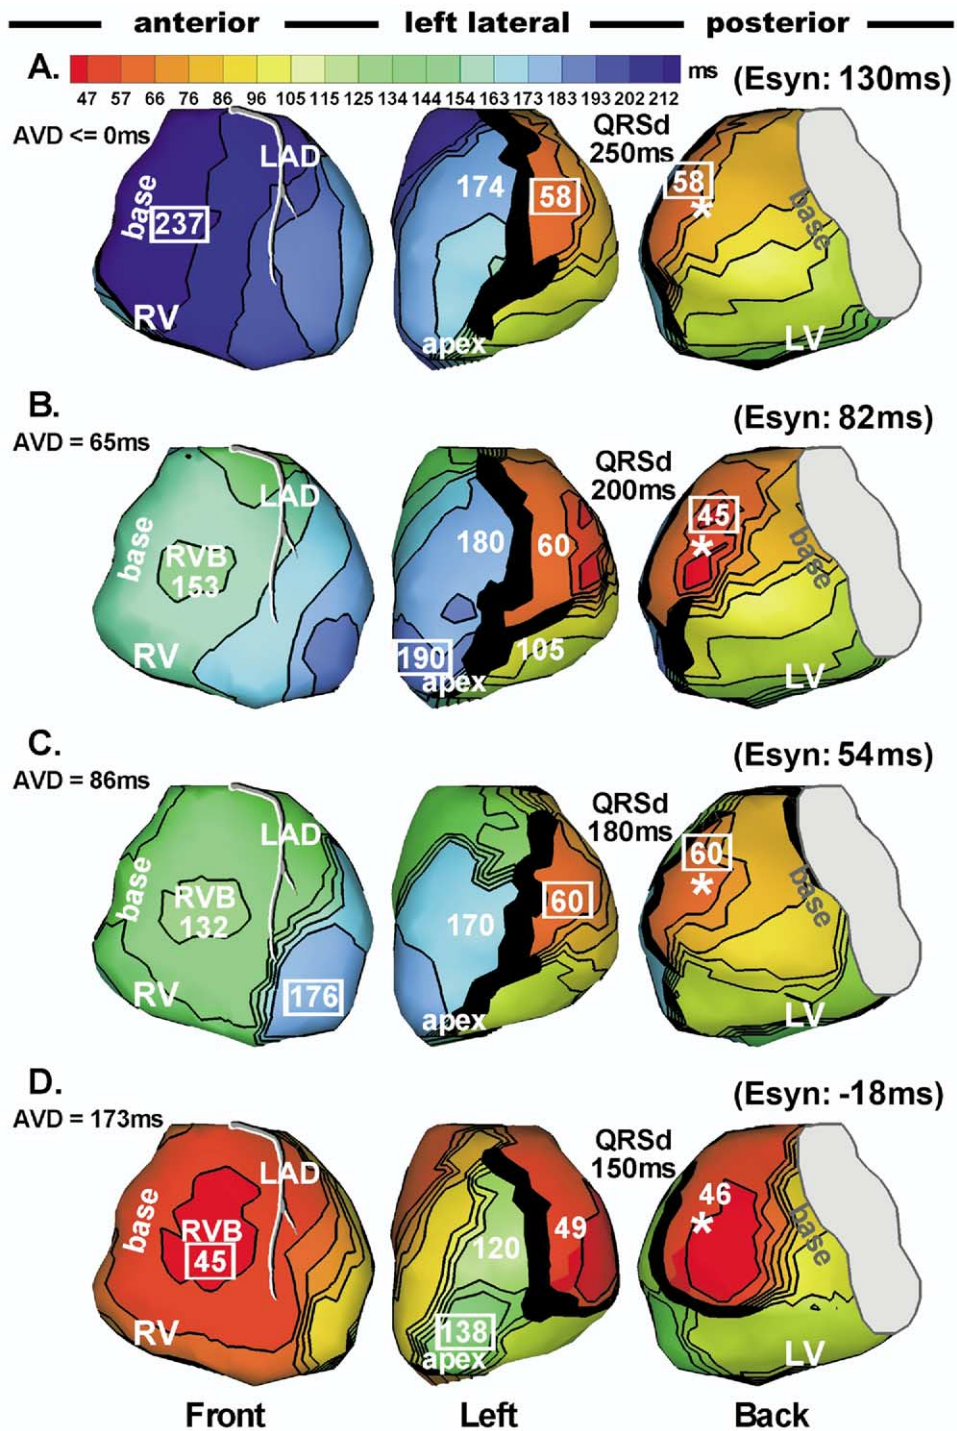 anterior left lateral posterior
A. ms (Esyn: 130ms)
47 57 66 76 86 96 105 115 125 134 144 154 163 173 183 193 202 212
AVD <= 0ms
QRSd
250ms
LAD
base
237
RV
174
58
apex
58
*
base
LV
B.
(Esyn: 82ms)
AVD = 65ms
QRSd
200ms
LAD
base
RVB
153
RV
180
60
190
105
apex
45
*
base
LV
C.
(Esyn: 54ms)
AVD = 86ms
QRSd
180ms
LAD
base
RVB
132
RV
176
170
60
apex
60
*
base
LV
D.
(Esyn: -18ms)
AVD = 173ms
QRSd
150ms
LAD
base
RVB
45
RV
120
49
138
apex
46
*
base
LV
Front Left Back